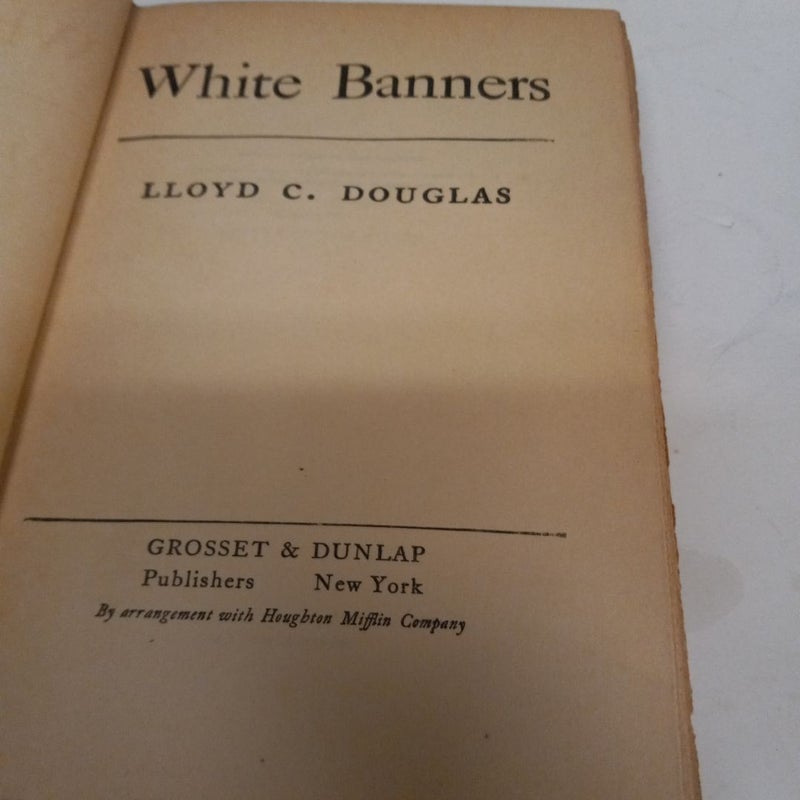 White Banners
LLOYD C. DOUGLAS
GROSSET & DUNLAP
Publishers New York
By arrangement with Houghton Mifflin Company